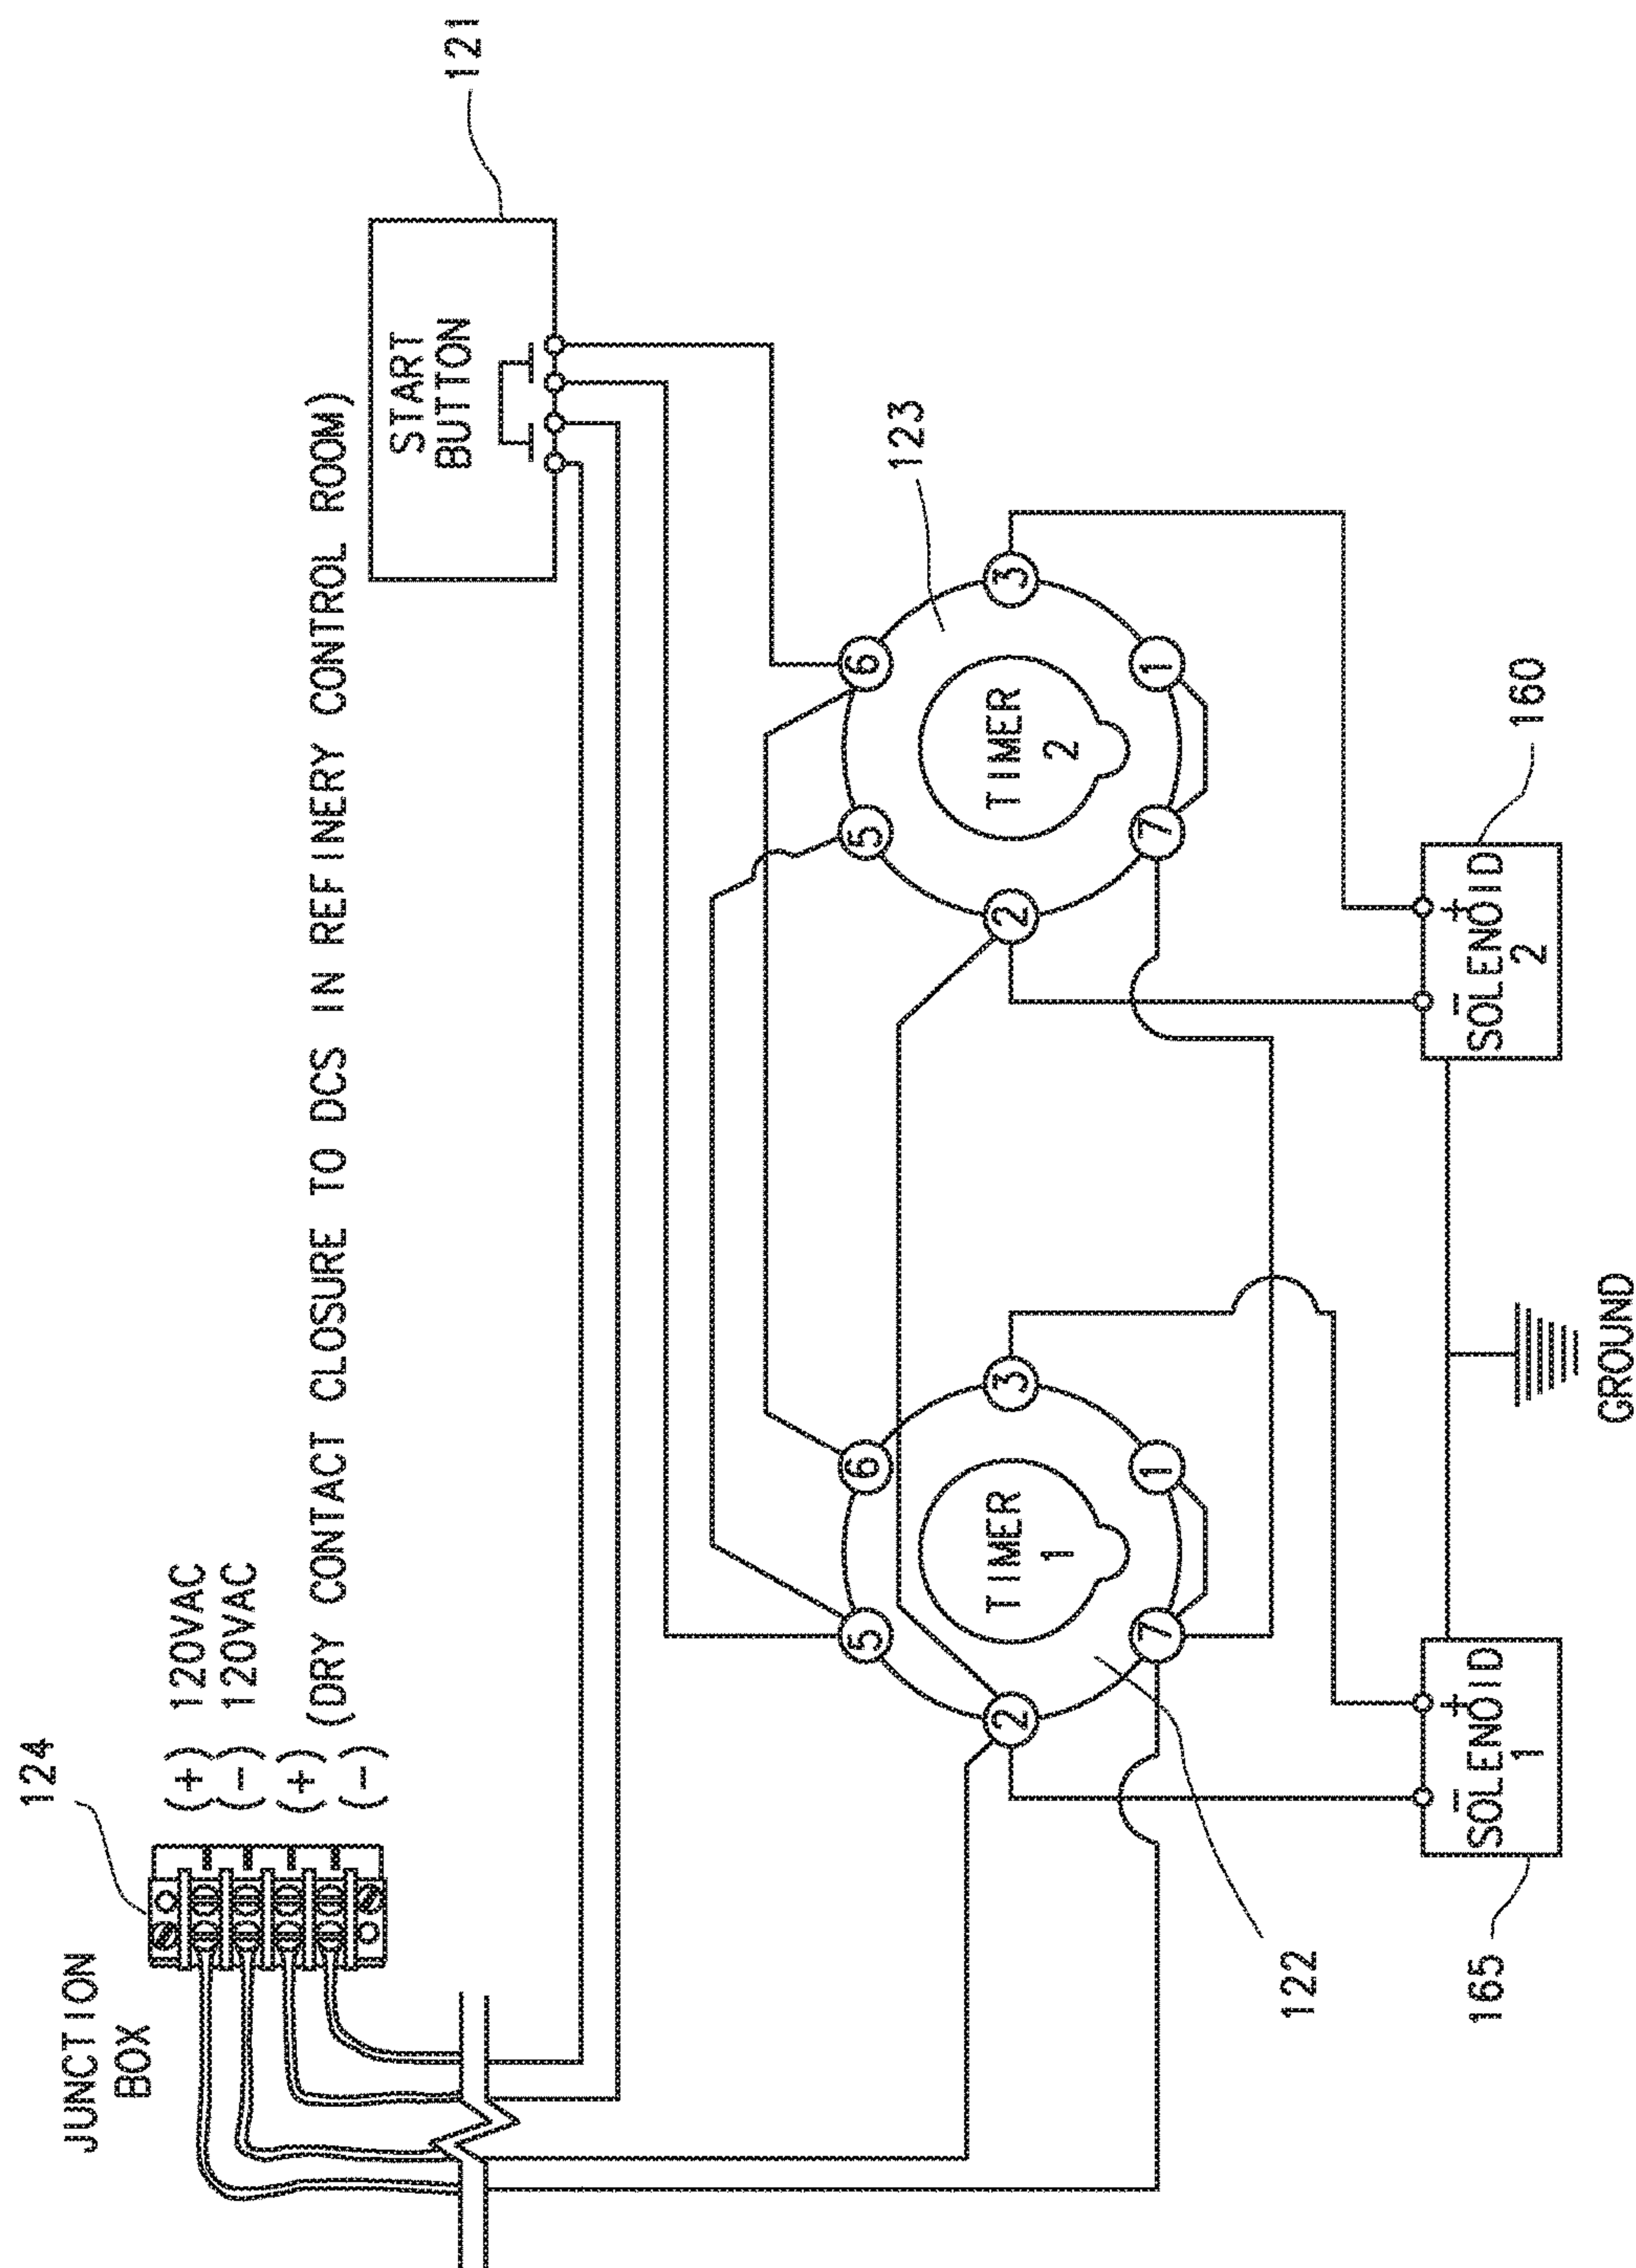 JUNCTION
BOX
124
(+) 120VAC
(-) 120VAC
(+)
(-)
(DRY CONTACT CLOSURE TO DCS IN REFINERY CONTROL ROOM)
START
BUTTON
121
5
6
2
3
7
1
TIMER
1
122
5
6
2
3
7
1
TIMER
2
123
- +
SOLENOID
1
165
- +
SOLENOID
2
160
GROUND